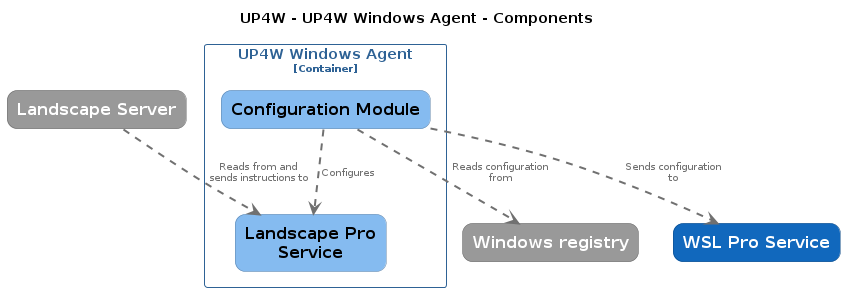 UP4W - UP4W Windows Agent - Components
UP4W Windows Agent
[Container]
Landscape Server
Configuration Module
Reads from and
sends instructions to
Configures
Reads configuration
from
Sends configuration
to
Landscape Pro
Service
Windows registry
WSL Pro Service